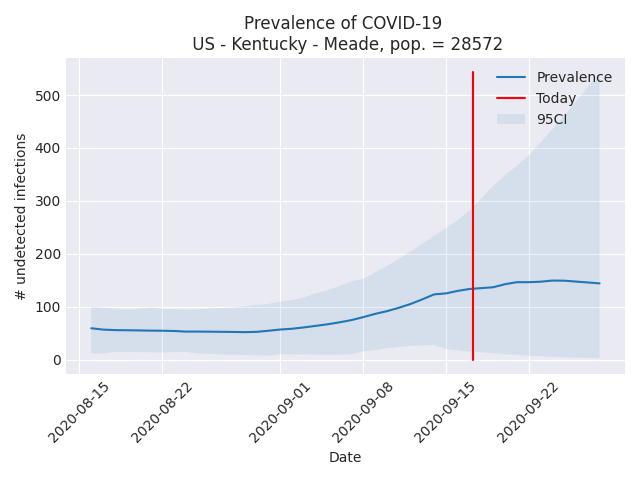 Prevalence of COVID-19
US - Kentucky - Meade, pop. = 28572
Prevalence
Today
95CI
# undetected infections
500
400
300
200
100
0
2020-08-15
2020-08-22
2020-09-01
2020-09-08
2020-09-15
2020-09-22
Date